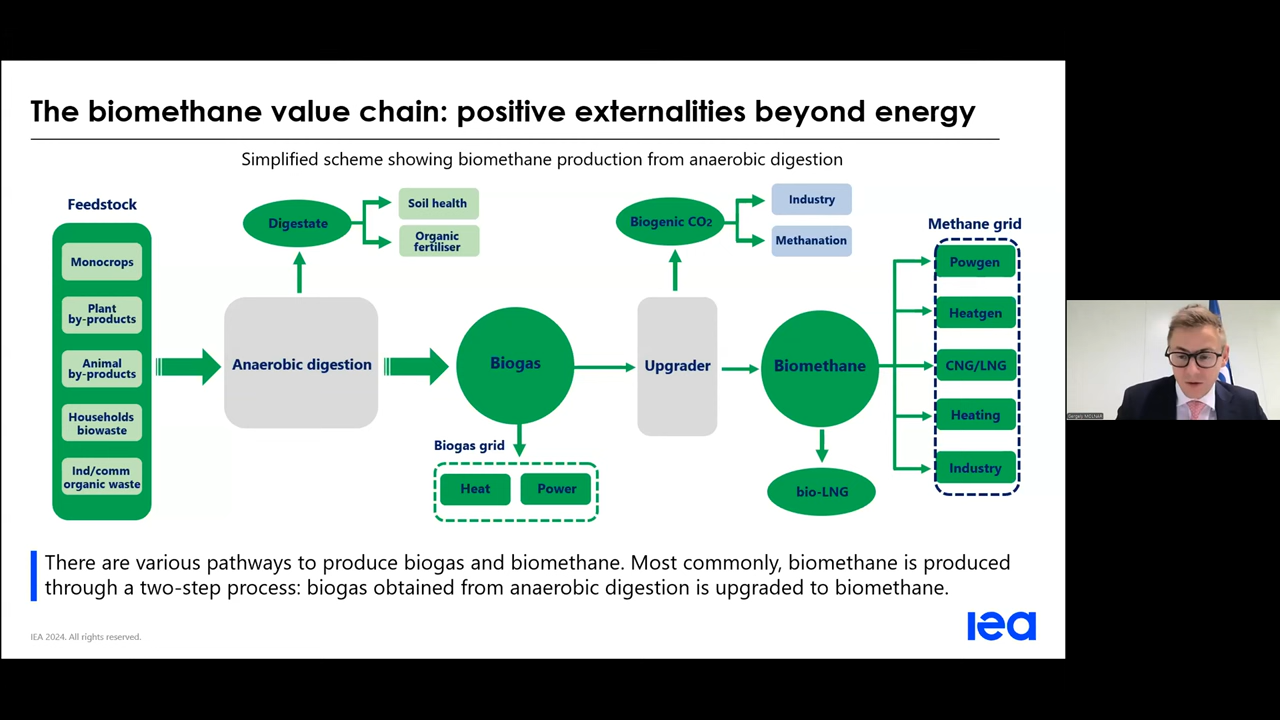 The biomethane value chain: positive externalities beyond energy
Simplified scheme showing biomethane production from anaerobic digestion
Feedstock
Monocrops
Plant
by-products
Animal
by-products
Households
biowaste
Ind/comm
organic waste
Digestate
Soil health
Organic
fertiliser
Anaerobic digestion
Biogas
Biogas grid
Heat
Power
Biogenic CO2
Industry
Methanation
Upgrader
Biomethane
bio-LNG
Methane grid
Powgen
Heatgen
CNG/LNG
Heating
Industry
There are various pathways to produce biogas and biomethane. Most commonly, biomethane is produced
through a two-step process: biogas obtained from anaerobic digestion is upgraded to biomethane.
IEA 2024. All rights reserved.
iea